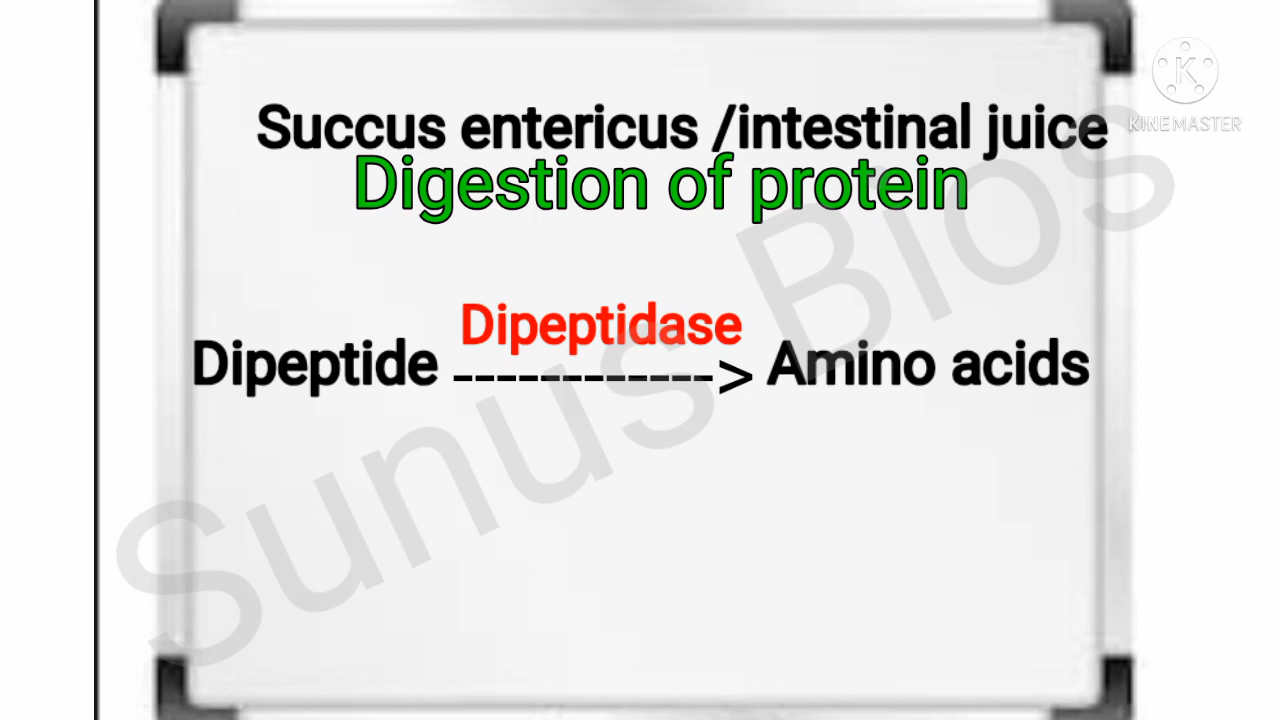 Succus entericus /intestinal juice
Digestion of protein
Dipeptidase
Dipeptide ------------> Amino acids
Sunus Bios
K
KINEMASTER